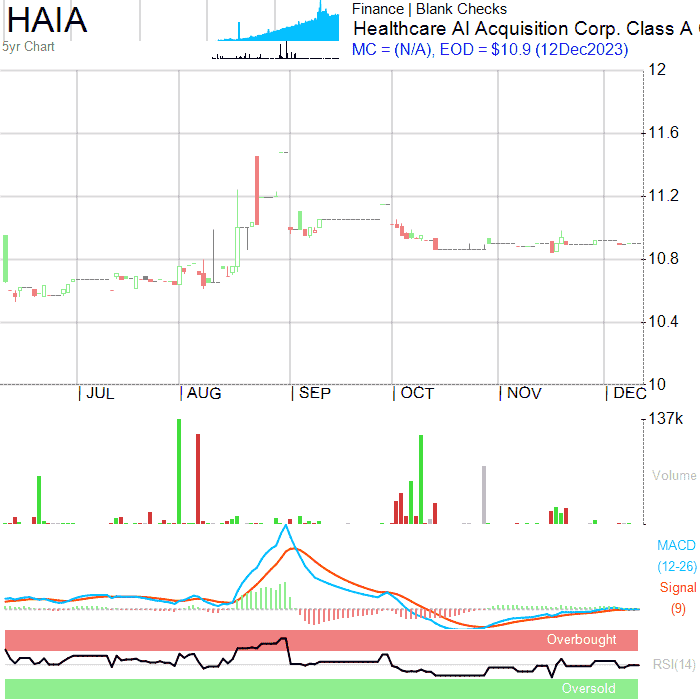 HAIA
5yr Chart
Finance | Blank Checks
Healthcare AI Acquisition Corp. Class A
MC = (N/A), EOD = $10.9 (12Dec2023)
12
11.6
11.2
10.8
10.4
10
| JUL | AUG | SEP | OCT | NOV | DEC
137k
Volume
MACD
(12-26)
Signal
(9)
Overbought
RSI(14)
Oversold